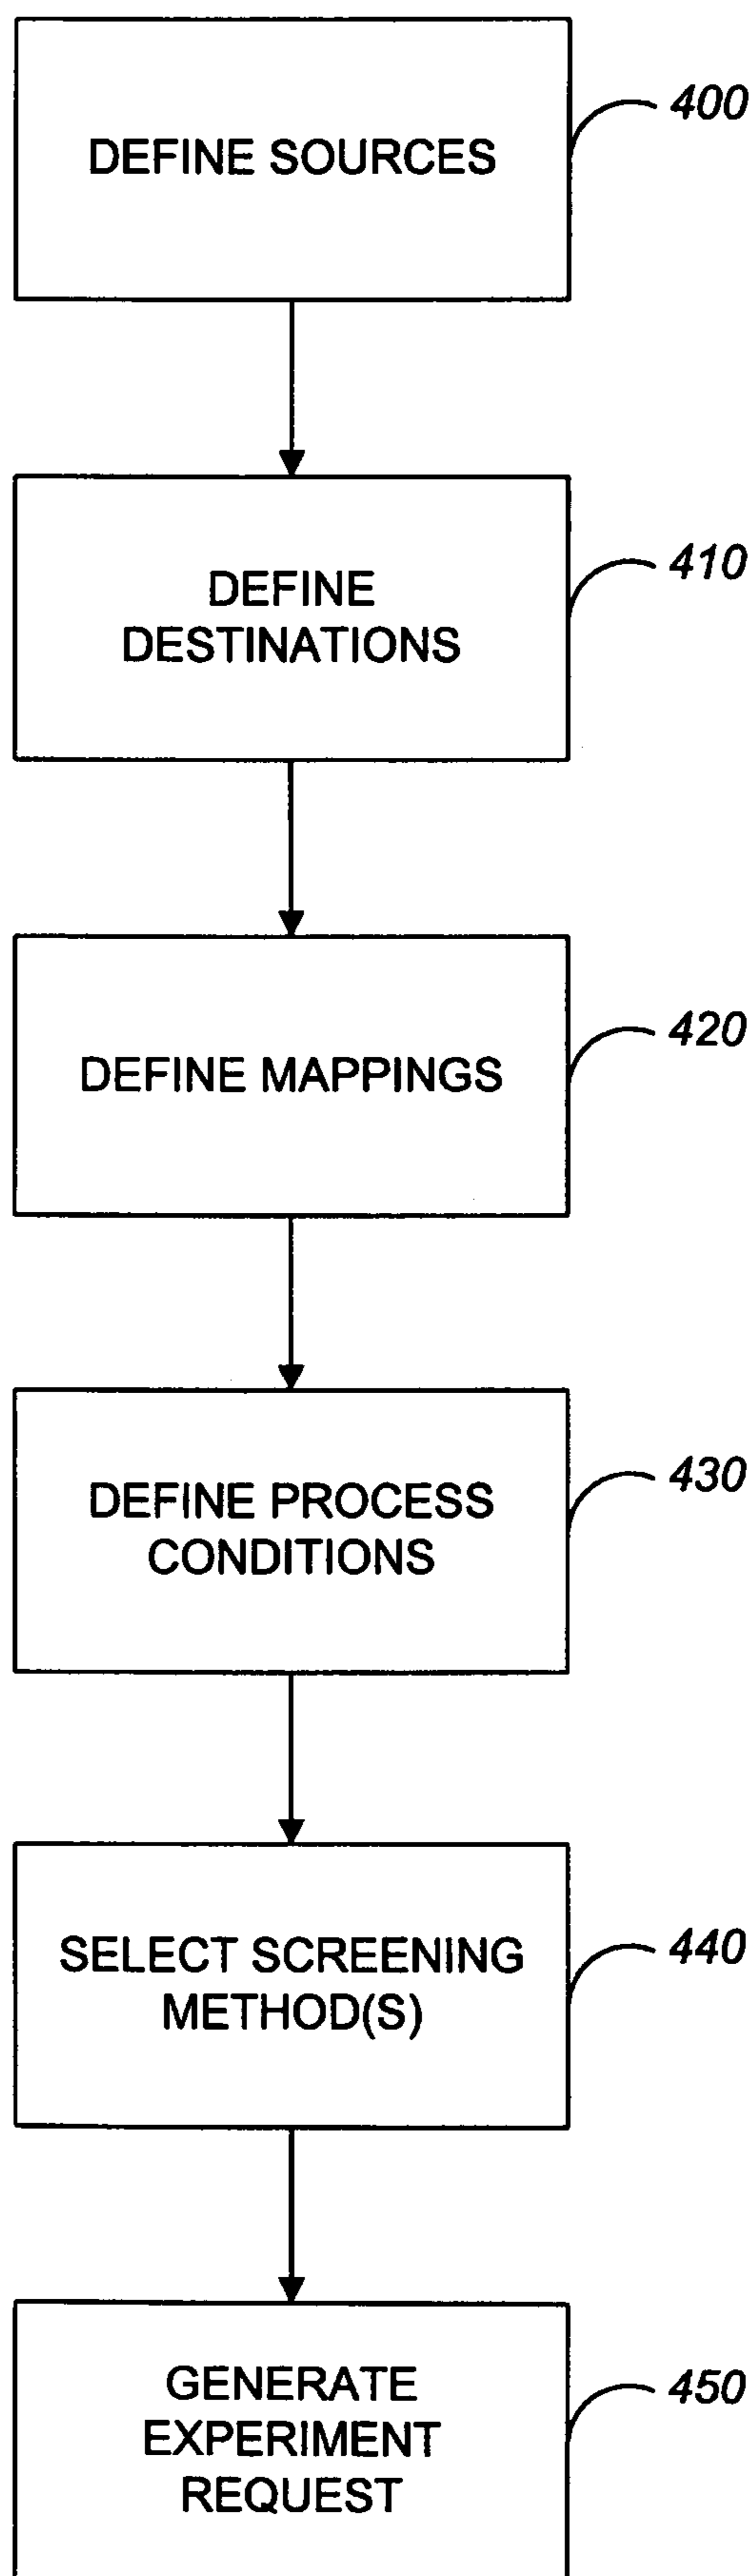 DEFINE SOURCES
400
DEFINE
DESTINATIONS
410
DEFINE MAPPINGS
420
DEFINE PROCESS
CONDITIONS
430
SELECT SCREENING
METHOD(S)
440
GENERATE
EXPERIMENT
REQUEST
450